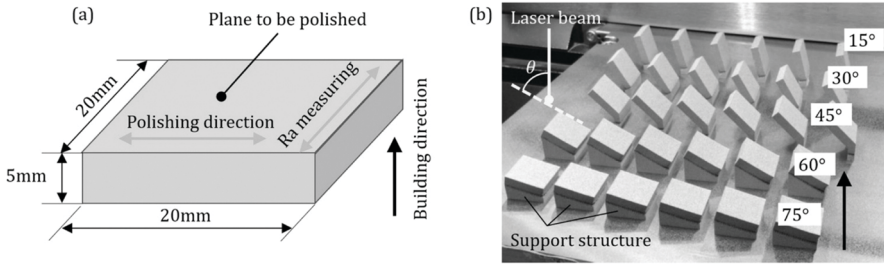 (a)
Plane to be polished
20mm
Polishing direction
Ra measuring
Building direction
5mm
20mm
(b)
Laser beam
θ
15°
30°
45°
60°
75°
Support structure